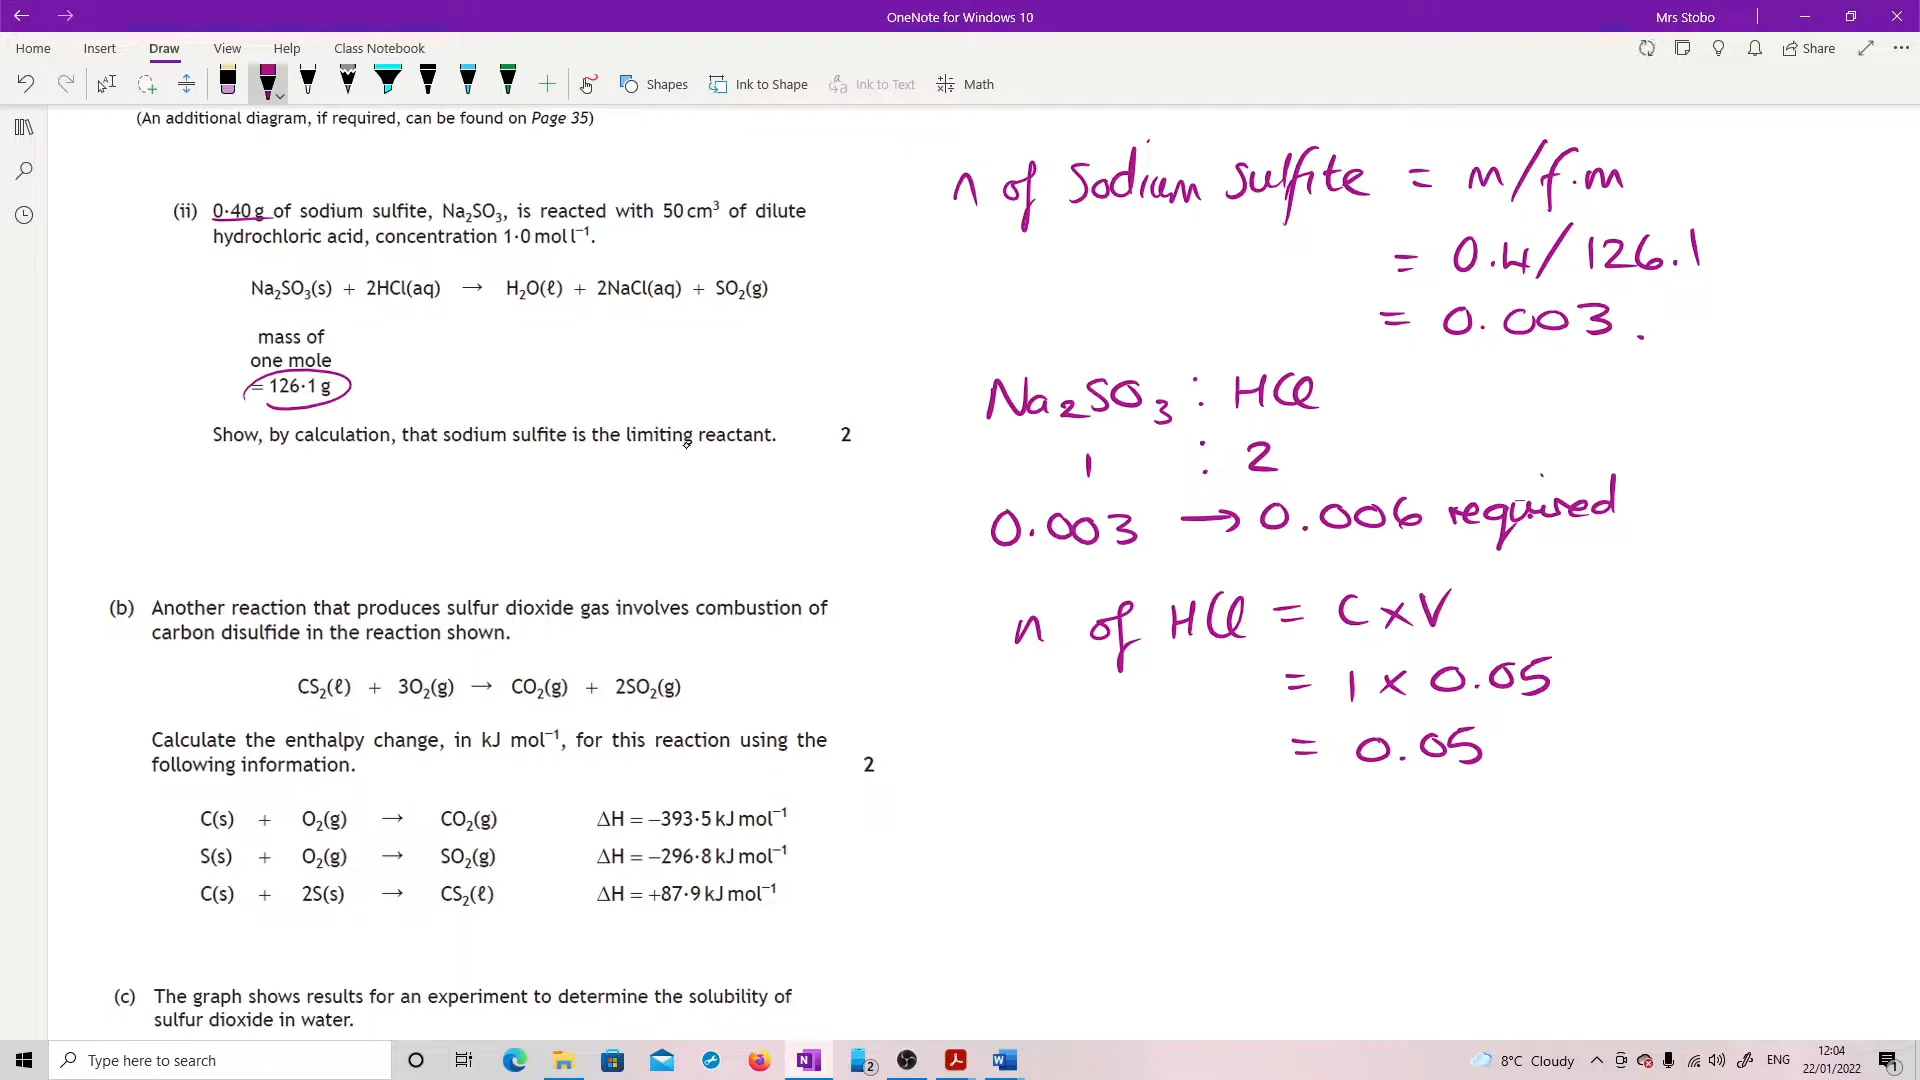 OneNote for Windows 10
Mrs Stobo
Home Insert Draw View Help Class Notebook
Share
Shapes Ink to Shape Ink to Text Math
(An additional diagram, if required, can be found on Page 35)
(ii) 0·40 g of sodium sulfite, Na₂SO₃, is reacted with 50 cm³ of dilute
hydrochloric acid, concentration 1·0 mol l⁻¹.
Na₂SO₃(s) + 2HCl(aq) → H₂O(ℓ) + 2NaCl(aq) + SO₂(g)
mass of
one mole
= 126·1 g
Show, by calculation, that sodium sulfite is the limiting reactant. 2
(b) Another reaction that produces sulfur dioxide gas involves combustion of
carbon disulfide in the reaction shown.
CS₂(ℓ) + 3O₂(g) → CO₂(g) + 2SO₂(g)
Calculate the enthalpy change, in kJ mol⁻¹, for this reaction using the
following information. 2
C(s) + O₂(g) → CO₂(g) ΔH = −393·5 kJ mol⁻¹
S(s) + O₂(g) → SO₂(g) ΔH = −296·8 kJ mol⁻¹
C(s) + 2S(s) → CS₂(ℓ) ΔH = +87·9 kJ mol⁻¹
(c) The graph shows results for an experiment to determine the solubility of
sulfur dioxide in water.
n of sodium sulfite = m/f.m
= 0.4/126.1
= 0.003.
Na₂SO₃ : HCl
1 : 2
0.003 → 0.006 required
n of HCl = C x V
= 1 x 0.05
= 0.05
Type here to search
2
8°C Cloudy
ENG
12:04
22/01/2022
1